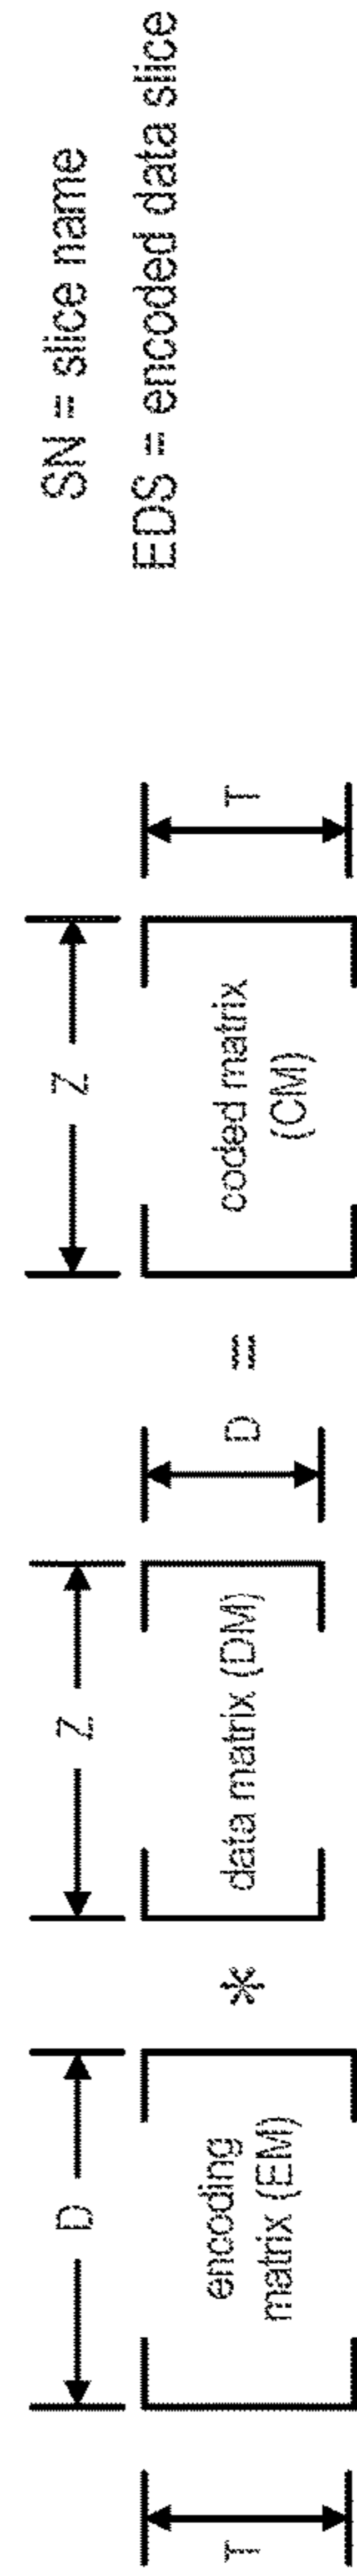 SN = slice name
EDS = encoded data slice
D
Z
Z
T
encoding
matrix (EM)
*
data matrix (DM)
D
=
coded matrix
(CM)
T